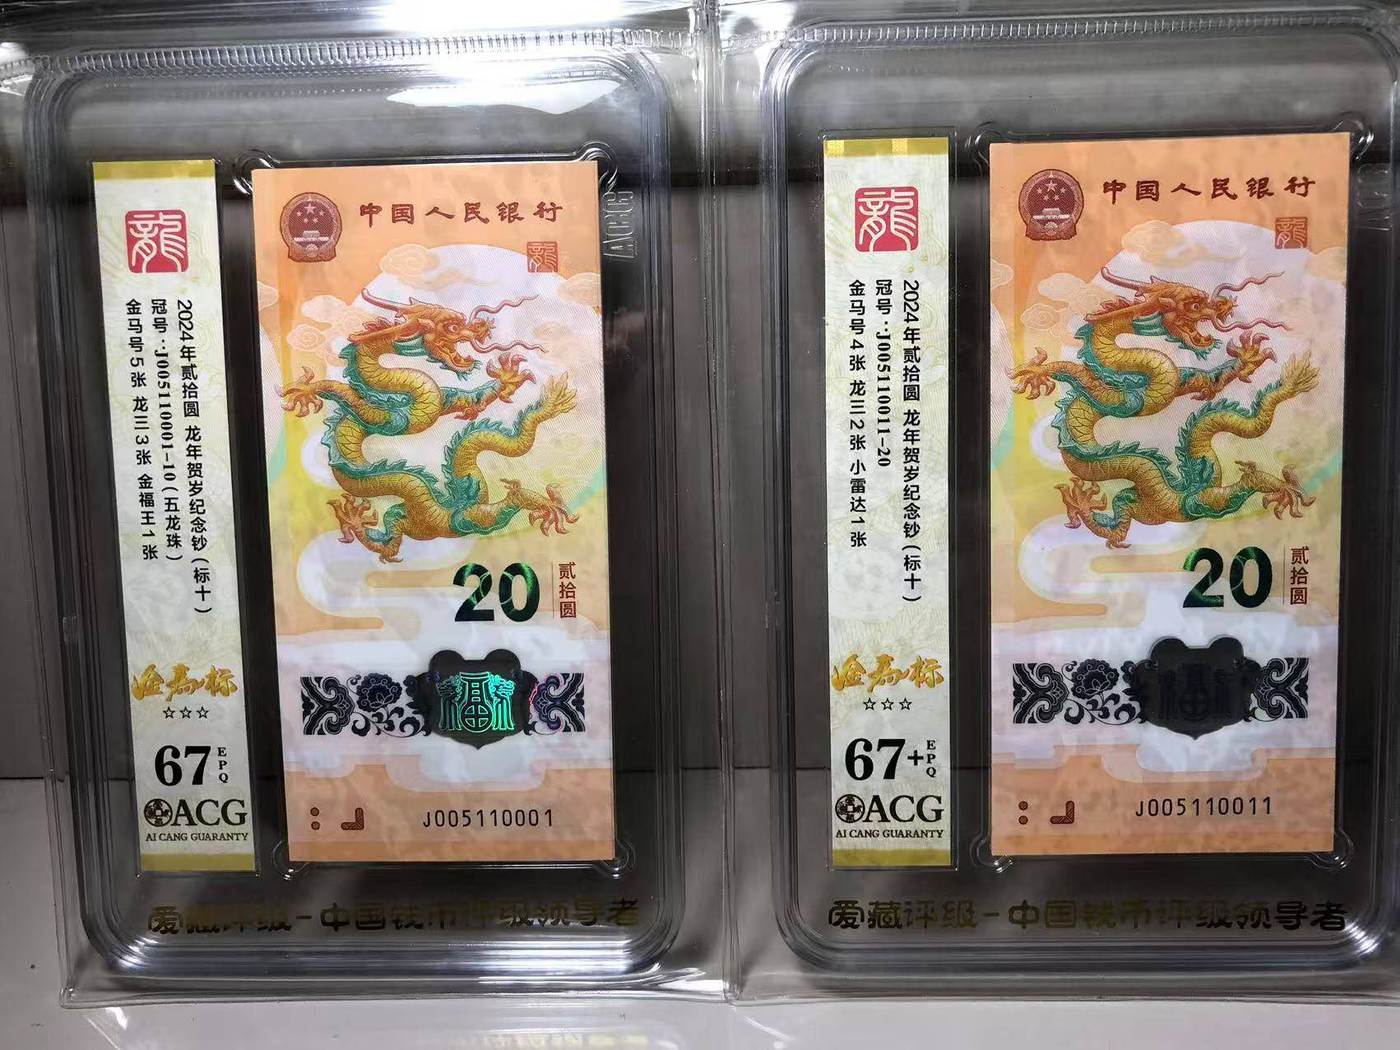 龍
2024年贰拾圆 龙年贺岁纪念钞(标十)
冠号:J005110001-10(五龙珠)
金马号5张 龙三3张 金福王1张
☆☆☆
67 EPQ
ACG
AI CANG GUARANTY
中国人民银行
龍
20
贰拾圆
福
J005110001
ACG
爱藏评级-中国钱币评级领导者
龍
2024年贰拾圆 龙年贺岁纪念钞(标十)
冠号:J005110011-20
金马号4张 龙三2张 小雷达1张
☆☆☆
67+ EPQ
ACG
AI CANG GUARANTY
中国人民银行
龍
20
贰拾圆
福
J005110011
爱藏评级-中国钱币评级领导者